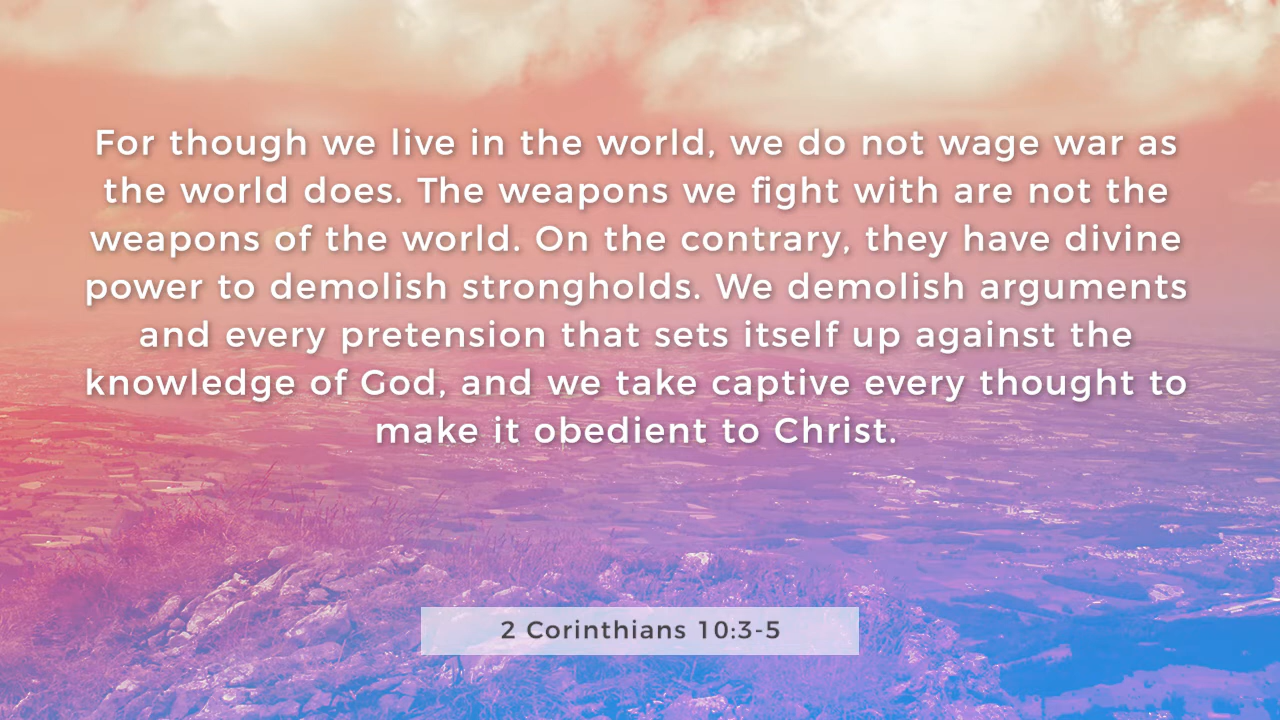 For though we live in the world, we do not wage war as
the world does. The weapons we fight with are not the
weapons of the world. On the contrary, they have divine
power to demolish strongholds. We demolish arguments
and every pretension that sets itself up against the
knowledge of God, and we take captive every thought to
make it obedient to Christ.
2 Corinthians 10:3-5